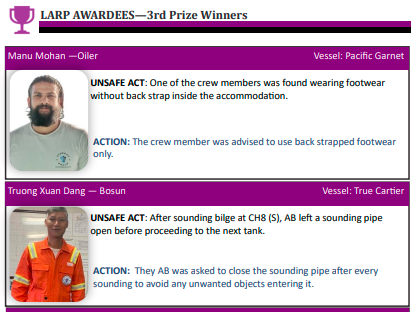 LARP AWARDEES—3rd Prize Winners
Manu Mohan —Oiler Vessel: Pacific Garnet
UNSAFE ACT: One of the crew members was found wearing footwear
without back strap inside the accommodation.
ACTION: The crew member was advised to use back strapped footwear
only.
Truong Xuan Dang — Bosun Vessel: True Cartier
UNSAFE ACT: After sounding bilge at CH8 (S), AB left a sounding pipe
open before proceeding to the next tank.
ACTION: They AB was asked to close the sounding pipe after every
sounding to avoid any unwanted objects entering it.